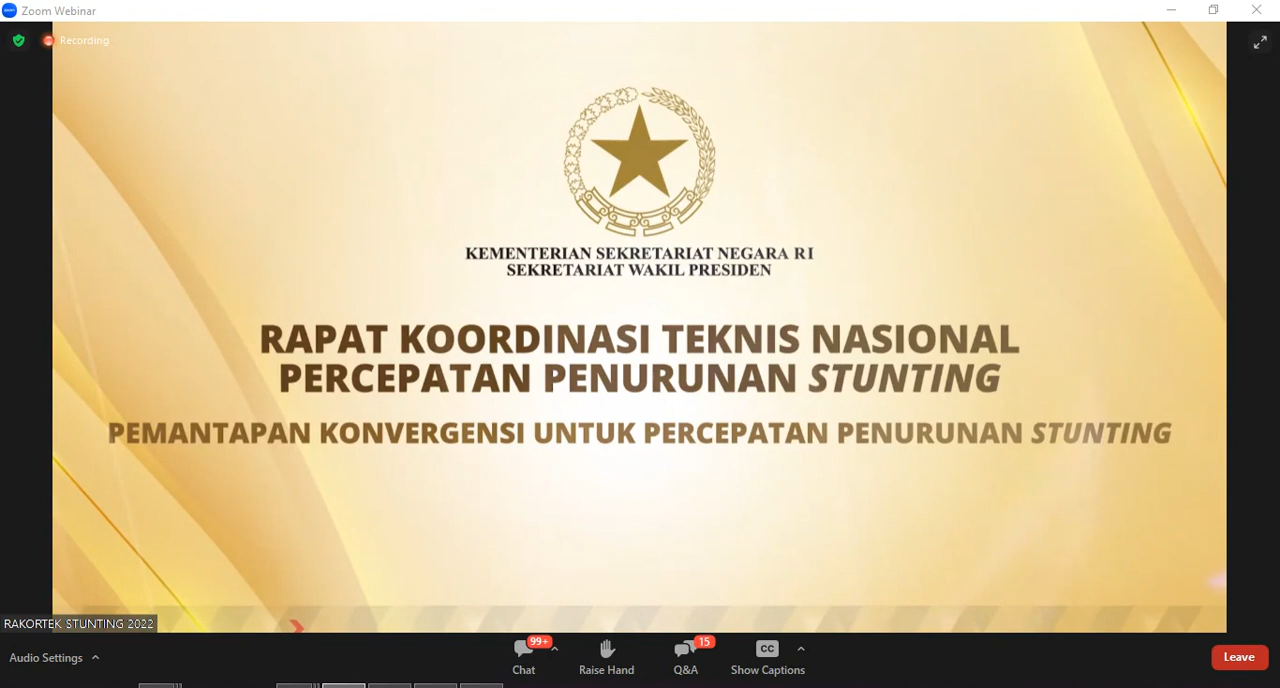 Zoom Webinar
Recording
KEMENTERIAN SEKRETARIAT NEGARA RI
SEKRETARIAT WAKIL PRESIDEN
RAPAT KOORDINASI TEKNIS NASIONAL
PERCEPATAN PENURUNAN STUNTING
PEMANTAPAN KONVERGENSI UNTUK PERCEPATAN PENURUNAN STUNTING
RAKORTEK STUNTING 2022
Audio Settings
99+
Chat
Raise Hand
15
Q&A
CC
Show Captions
Leave